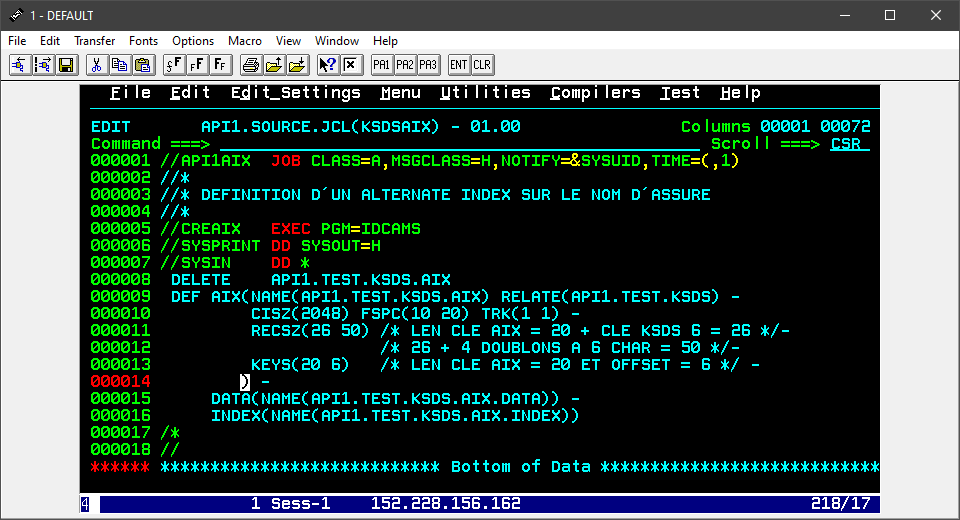 1 - DEFAULT
File Edit Transfer Fonts Options Macro View Window Help
PA1 PA2 PA3 ENT CLR
File Edit Edit_Settings Menu Utilities Compilers Test Help
EDIT API1.SOURCE.JCL(KSDSAIX) - 01.00 Columns 00001 00072
Command ===> Scroll ===> CSR
000001 //API1AIX  JOB CLASS=A,MSGCLASS=H,NOTIFY=&SYSUID,TIME=(,1)
000002 //*
000003 //* DEFINITION D´UN ALTERNATE INDEX SUR LE NOM D´ASSURE
000004 //*
000005 //CREAIX   EXEC PGM=IDCAMS
000006 //SYSPRINT DD SYSOUT=H
000007 //SYSIN    DD *
000008  DELETE    API1.TEST.KSDS.AIX
000009  DEF AIX(NAME(API1.TEST.KSDS.AIX) RELATE(API1.TEST.KSDS) -
000010          CISZ(2048) FSPC(10 20) TRK(1 1) -
000011          RECSZ(26 50) /* LEN CLE AIX = 20 + CLE KSDS 6 = 26 */-
000012                       /* 26 + 4 DOUBLONS A 6 CHAR = 50 */-
000013          KEYS(20 6)   /* LEN CLE AIX = 20 ET OFFSET = 6 */ -
000014         ) -
000015      DATA(NAME(API1.TEST.KSDS.AIX.DATA)) -
000016      INDEX(NAME(API1.TEST.KSDS.AIX.INDEX))
000017 /*
000018 //
****** **************************** Bottom of Data ****************************
4 1 Sess-1 152.228.156.162 218/17